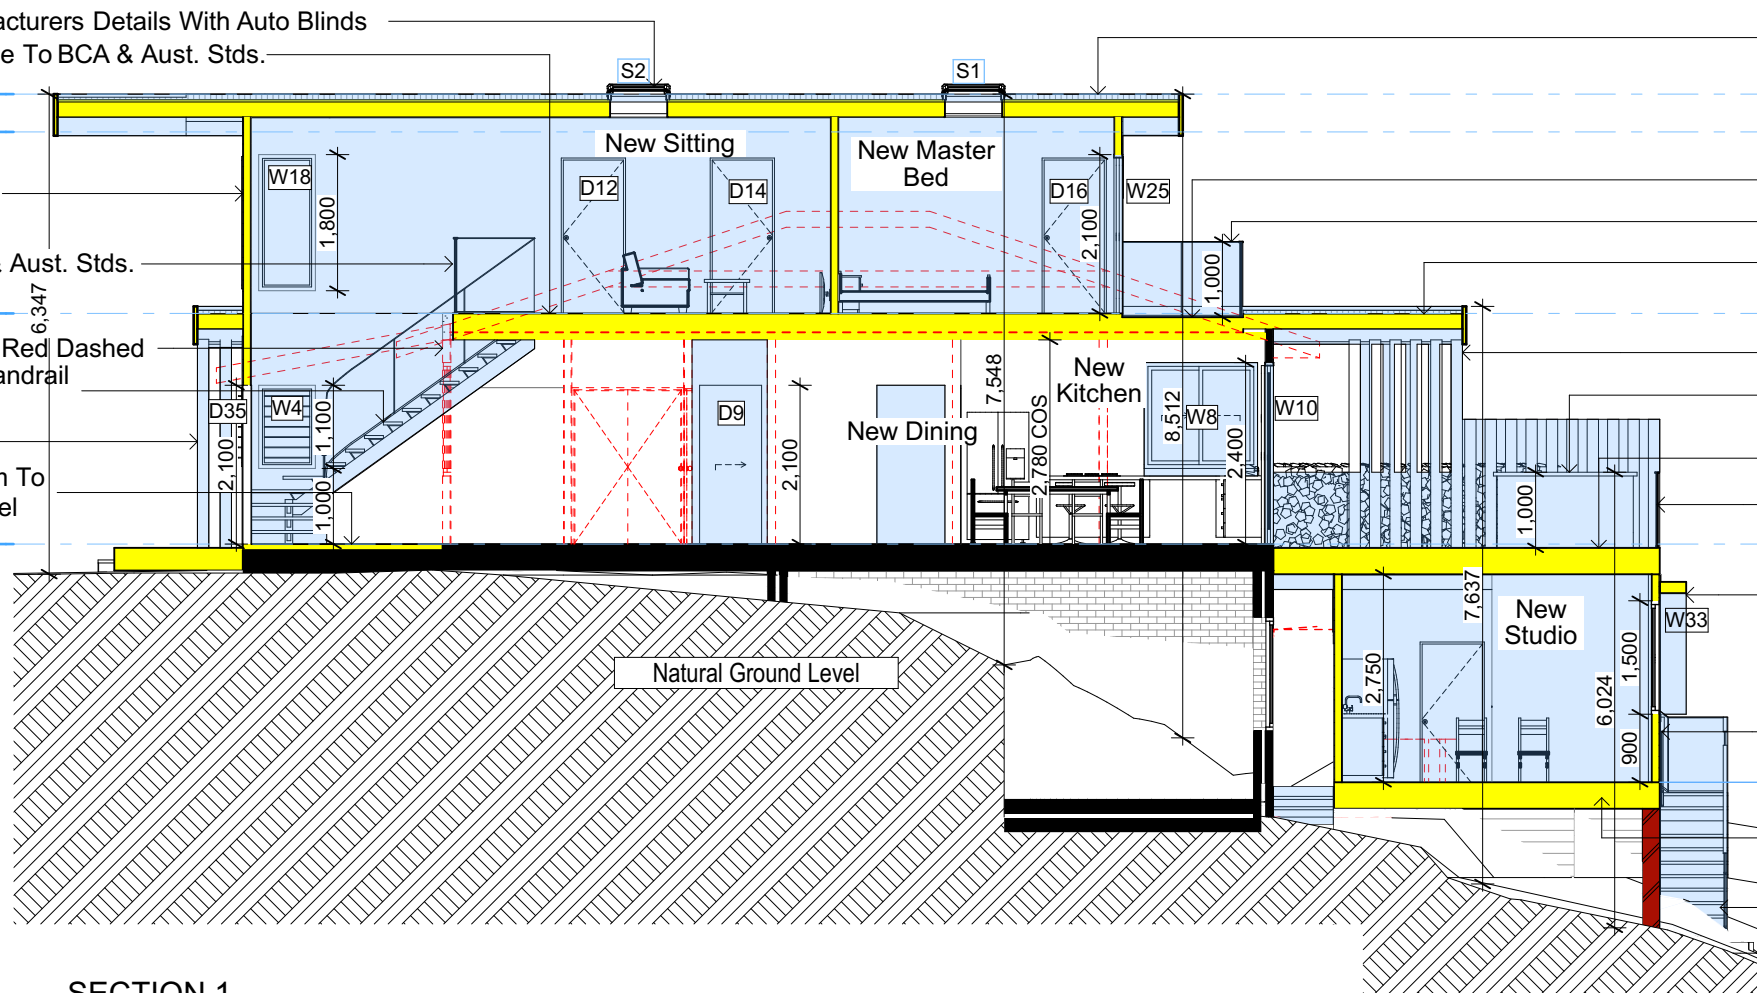 acturers Details With Auto Blinds
e To BCA & Aust. Stds.
S2
S1
New Sitting
New Master
Bed
W18
D12
D14
D16
W25
1,800
2,100
1,000
& Aust. Stds.
6,347
Red Dashed
andrail
7,548
New
Kitchen
D35
W4
1,100
D9
New Dining
8,512
W8
W10
2,780 COS
2,400
2,100
2,100
n To
el
1,000
1,000
7,637
New
Studio
W33
Natural Ground Level
2,750
1,500
6,024
900
SECTION 1